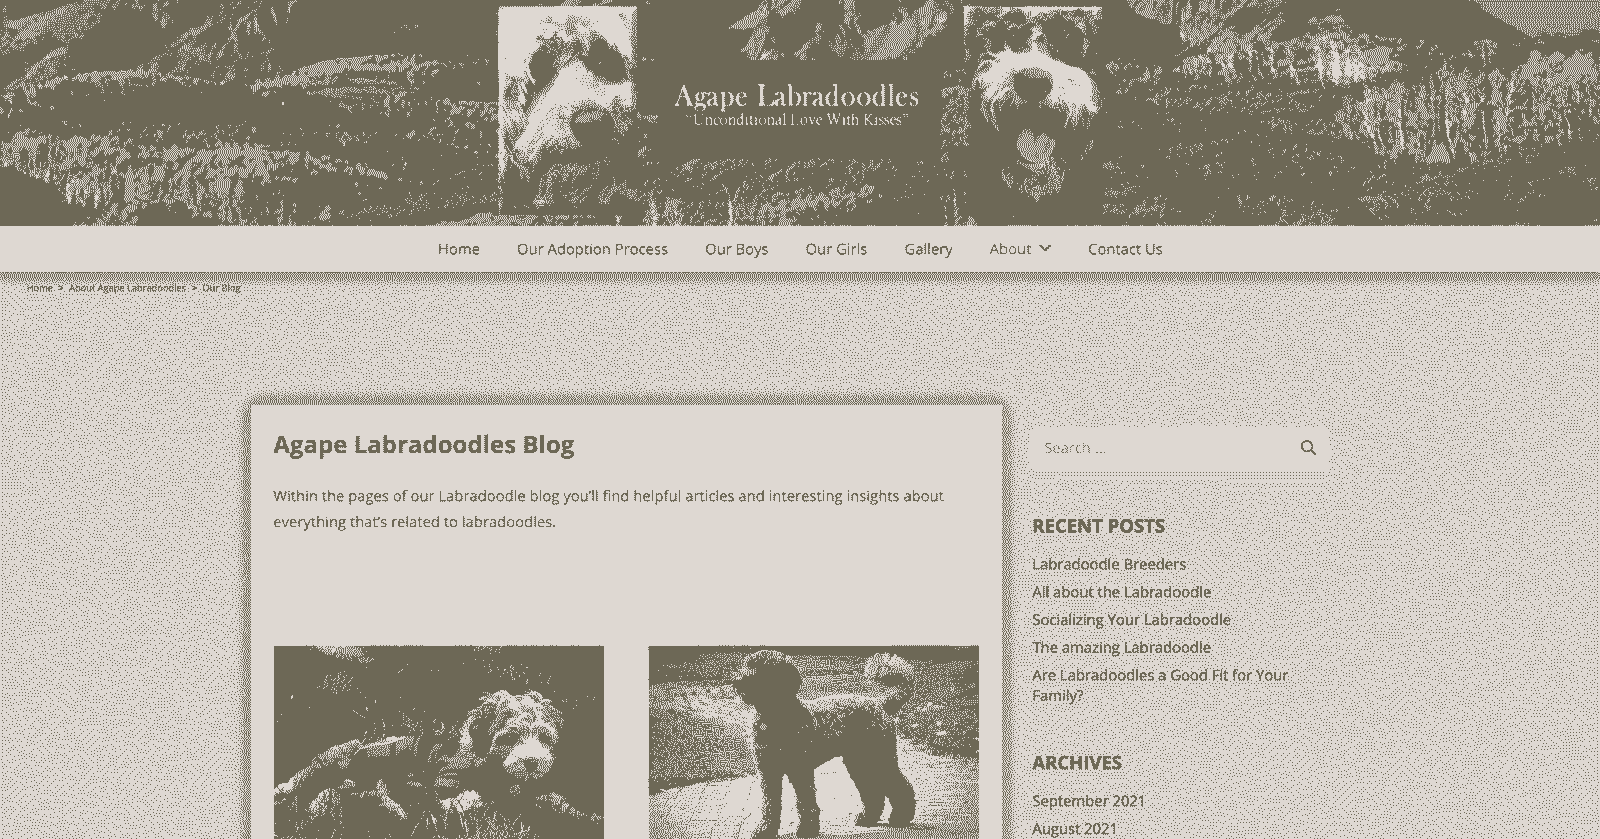 Agape Labradoodles
"Unconditional Love With Kisses"
Home
Our Adoption Process
Our Boys
Our Girls
Gallery
About
Contact Us
Home > About Agape Labradoodles > Our Blog
Agape Labradoodles Blog
Within the pages of our Labradoodle blog you'll find helpful articles and interesting insights about
everything that's related to labradoodles.
Search ...
RECENT POSTS
Labradoodle Breeders
All about the Labradoodle
Socializing Your Labradoodle
The amazing Labradoodle
Are Labradoodles a Good Fit for Your
Family?
ARCHIVES
September 2021
August 2021